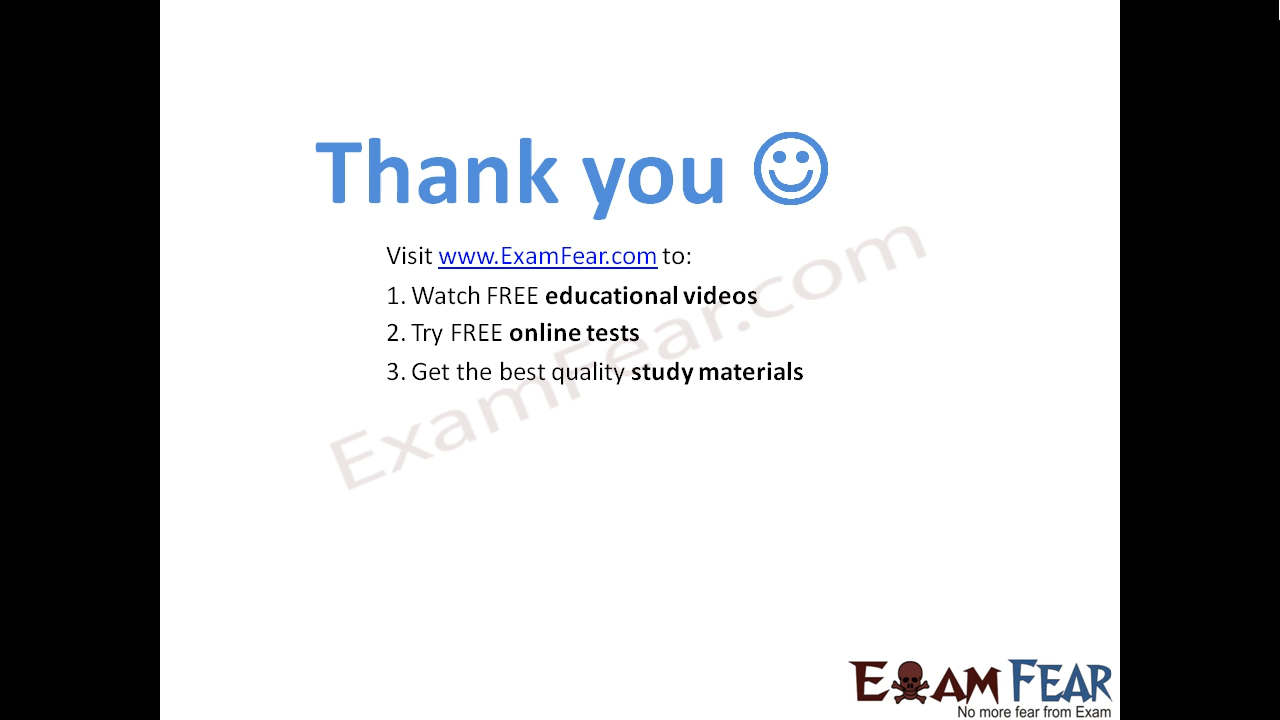 Thank you
Visit www.ExamFear.com to:
1. Watch FREE educational videos
2. Try FREE online tests
3. Get the best quality study materials
ExamFear.com
EXAM FEAR
No more fear from Exam